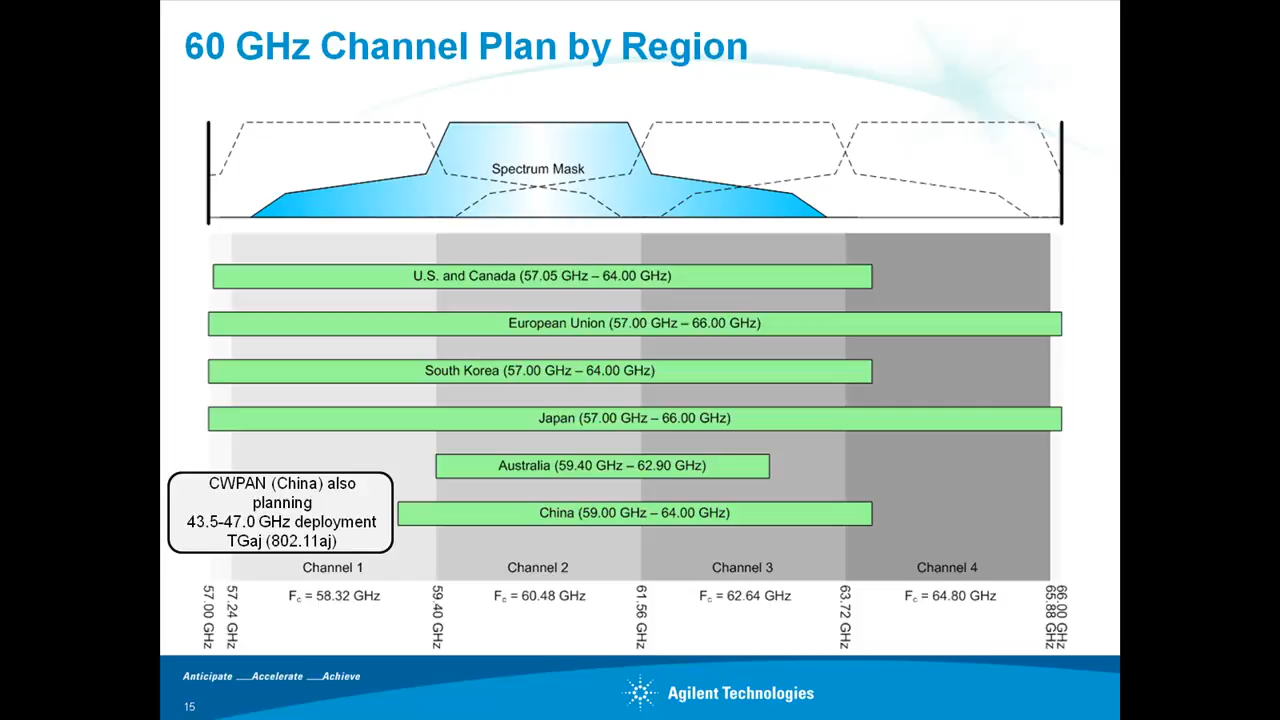 60 GHz Channel Plan by Region
Spectrum Mask
U.S. and Canada (57.05 GHz – 64.00 GHz)
European Union (57.00 GHz – 66.00 GHz)
South Korea (57.00 GHz – 64.00 GHz)
Japan (57.00 GHz – 66.00 GHz)
Australia (59.40 GHz – 62.90 GHz)
CWPAN (China) also
planning
43.5-47.0 GHz deployment
TGaj (802.11aj)
China (59.00 GHz – 64.00 GHz)
Channel 1
Channel 2
Channel 3
Channel 4
Fc = 58.32 GHz
Fc = 60.48 GHz
Fc = 62.64 GHz
Fc = 64.80 GHz
57.00 GHz
57.24 GHz
59.40 GHz
61.56 GHz
63.72 GHz
65.88 GHz
66.00 GHz
Anticipate ___Accelerate ___Achieve
Agilent Technologies
15